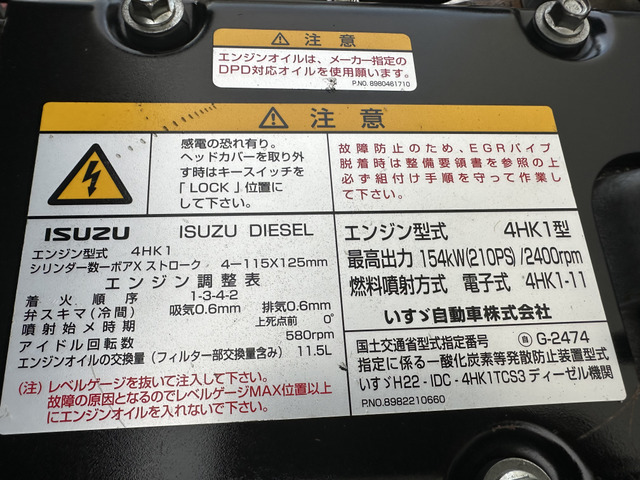 注意
エンジンオイルは、メーカー指定の
DPD対応オイルを使用願います。
P.NO. 8980461710
注意
感電の恐れ有り。
ヘッドカバーを取り外
す時はキースイッチを
「LOCK」位置に
して下さい。
故障防止のため、EGRパイプ
脱着時は整備要領書を参照の上
必ず組付け手順を守って作業し
て下さい。
ISUZU ISUZU DIESEL
エンジン型式 4HK1
シリンダー数ーボアX ストローク 4ー115X125mm
エンジン調整表
着火順序 1-3-4-2
弁スキマ(冷間) 吸気0.6mm 排気0.6mm
噴射始メ時期 上死点前 0°
アイドル回転数 580rpm
エンジンオイルの交換量(フィルター部交換量含み) 11.5L
(注)レベルゲージを抜いて注入して下さい。
故障の原因となるのでレベルゲージMAX位置以上
にエンジンオイルを入れないで下さい。
エンジン型式 4HK1型
最高出力 154kW(210PS)/2400rpm
燃料噴射方式 電子式 4HK1-11
いすゞ自動車株式会社
国土交通省型式指定番号 自 G-2474
指定に係る一酸化炭素等発散防止装置型式
いすゞH22-IDC-4HK1TCS3 ディーゼル機関
P.NO. 8982210660